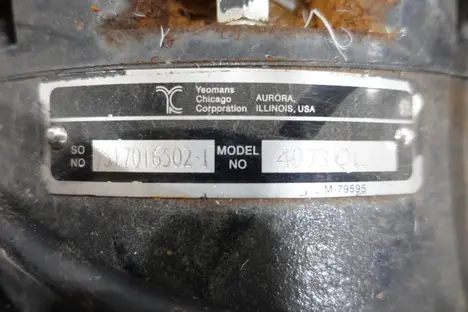 Yeomans
Chicago
Corporation
AURORA,
ILLINOIS, USA
SO
NO
MODEL
NO
M-79595